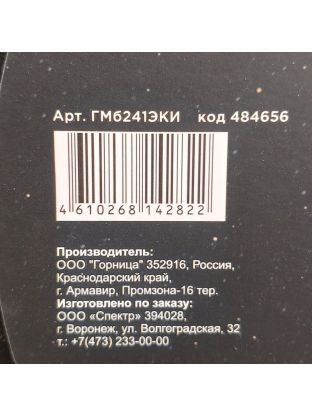 Арт. ГМ6241ЭКИ код 484656
4 610268 142822
Производитель:
ООО "Горница" 352916, Россия,
Краснодарский край,
г. Армавир, Промзона-16 тер.
Изготовлено по заказу:
ООО «Спектр» 394028,
г. Воронеж, ул. Волгоградская, 32
т.: +7(473) 233-00-00